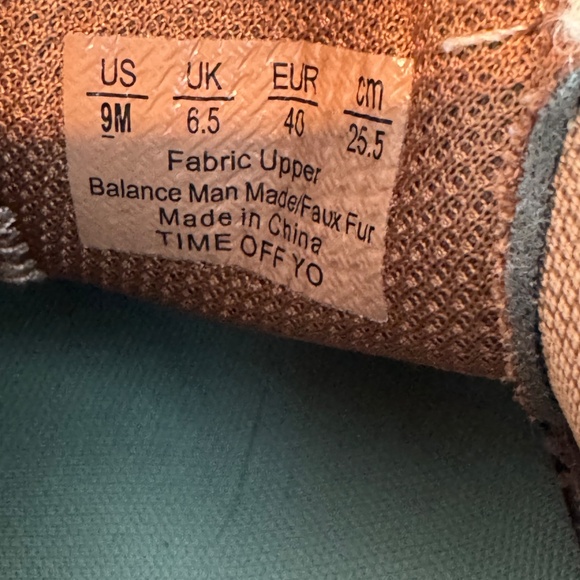 US UK EUR cm
9M 6.5 40 25.5
Fabric Upper
Balance Man Made/Faux Fur
Made in China
TIME OFF YO